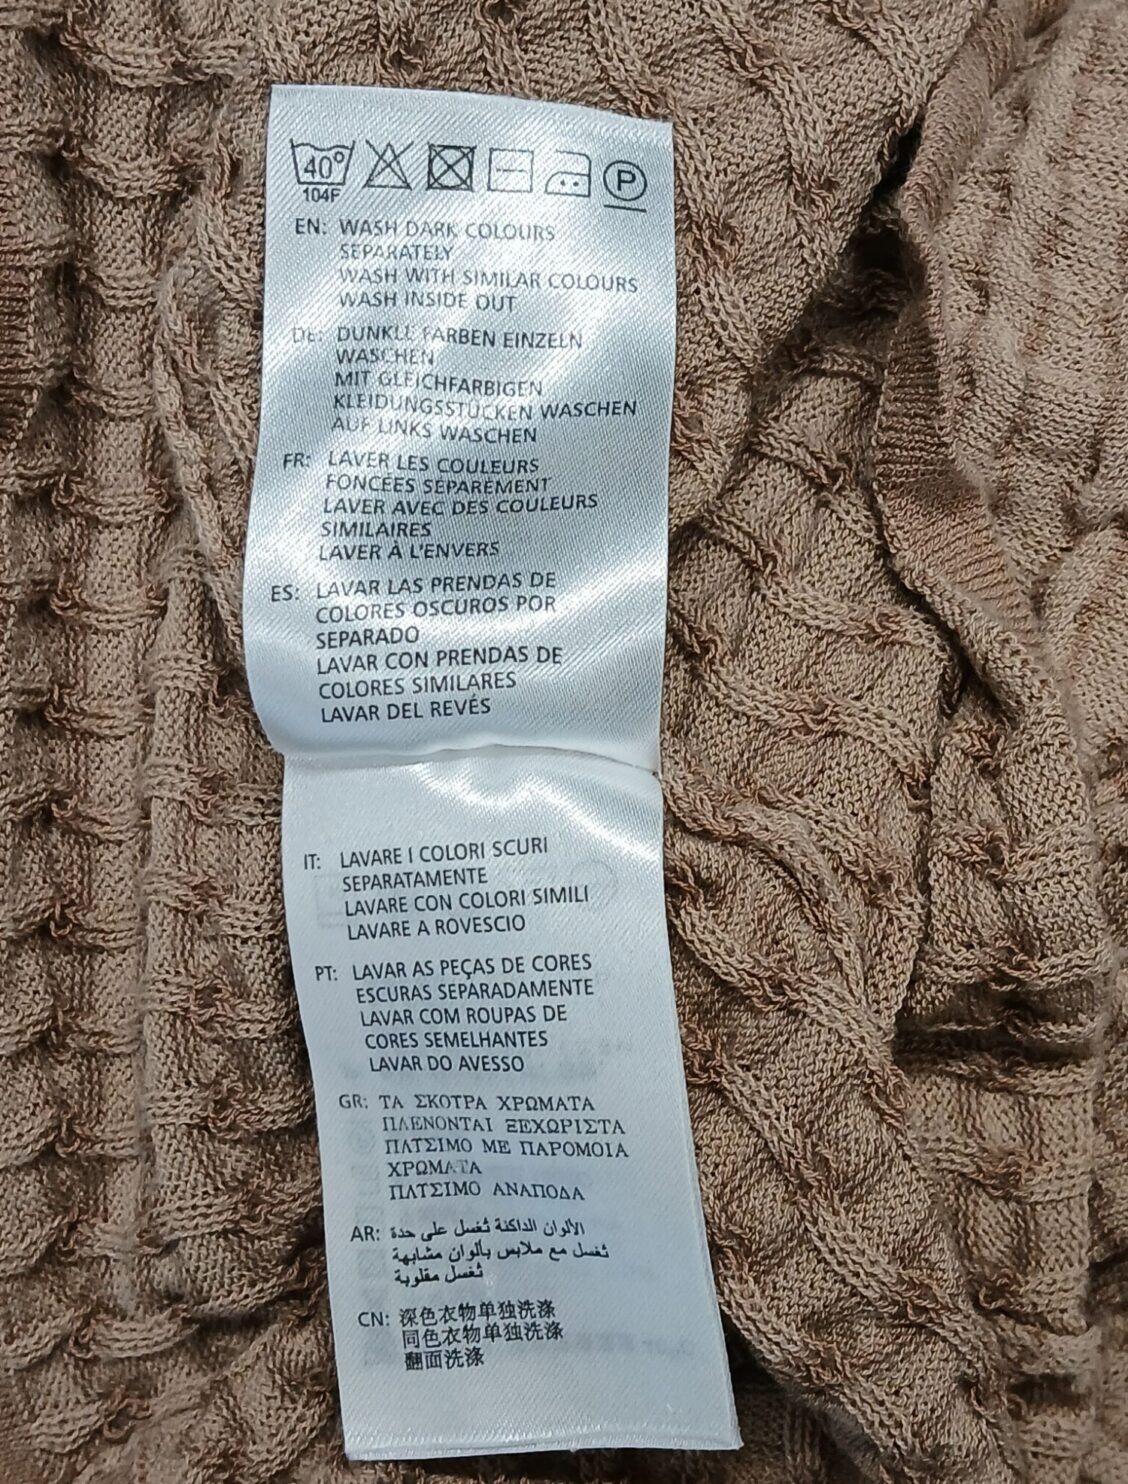 40°
104F
P
EN: WASH DARK COLOURS
SEPARATELY
WASH WITH SIMILAR COLOURS
WASH INSIDE OUT
DE: DUNKLE FARBEN EINZELN
WASCHEN
MIT GLEICHFARBIGEN
KLEIDUNGSSTÜCKEN WASCHEN
AUF LINKS WASCHEN
FR: LAVER LES COULEURS
FONCÉES SÉPARÉMENT
LAVER AVEC DES COULEURS
SIMILAIRES
LAVER À L'ENVERS
ES: LAVAR LAS PRENDAS DE
COLORES OSCUROS POR
SEPARADO
LAVAR CON PRENDAS DE
COLORES SIMILARES
LAVAR DEL REVÉS
IT: LAVARE I COLORI SCURI
SEPARATAMENTE
LAVARE CON COLORI SIMILI
LAVARE A ROVESCIO
PT: LAVAR AS PEÇAS DE CORES
ESCURAS SEPARADAMENTE
LAVAR COM ROUPAS DE
CORES SEMELHANTES
LAVAR DO AVESSO
GR: ΤΑ ΣΚΟΤΡΑ ΧΡΩΜΑΤΑ
ΠΛΕΝΟΝΤΑΙ ΞΕΧΩΡΙΣΤΑ
ΠΛΤΣΙΜΟ ΜΕ ΠΑΡΟΜΟΙΑ
ΧΡΩΜΑΤΑ
ΠΛΤΣΙΜΟ ΑΝΑΠΟΔΑ
AR: الألوان الداكنة تُغسل على حدة
تُغسل مع ملابس بألوان مشابهة
تُغسل مقلوبة
CN: 深色衣物单独洗涤
同色衣物单独洗涤
翻面洗涤